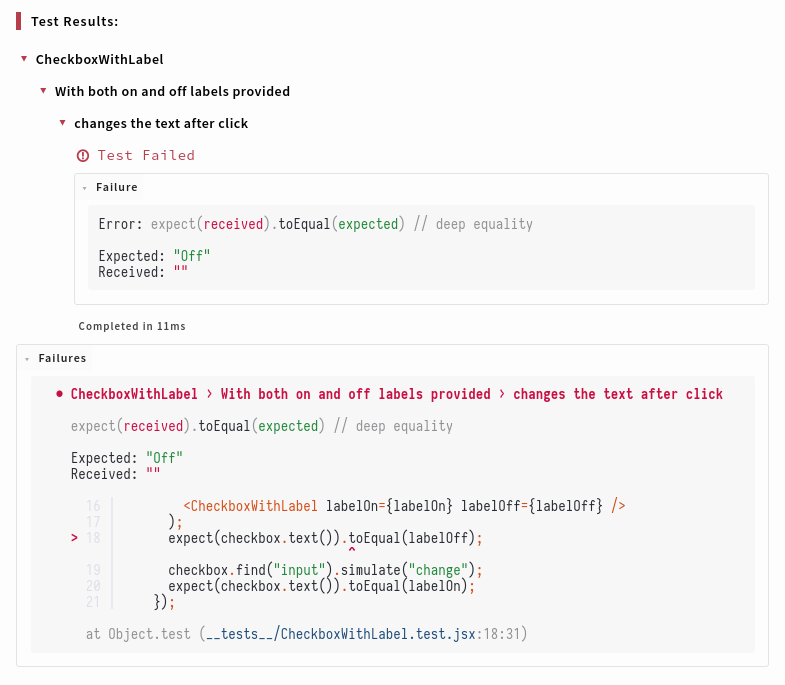 Test Results:
CheckboxWithLabel
With both on and off labels provided
changes the text after click
Test Failed
Failure
Error: expect(received).toEqual(expected) // deep equality
Expected: "Off"
Received: ""
Completed in 11ms
Failures
● CheckboxWithLabel › With both on and off labels provided › changes the text after click
expect(received).toEqual(expected) // deep equality
Expected: "Off"
Received: ""
16 | <CheckboxWithLabel labelOn={labelOn} labelOff={labelOff} />
17 | );
> 18 | expect(checkbox.text()).toEqual(labelOff);
^
19 | checkbox.find("input").simulate("change");
20 | expect(checkbox.text()).toEqual(labelOn);
21 | });
at Object.test (__tests__/CheckboxWithLabel.test.jsx:18:31)